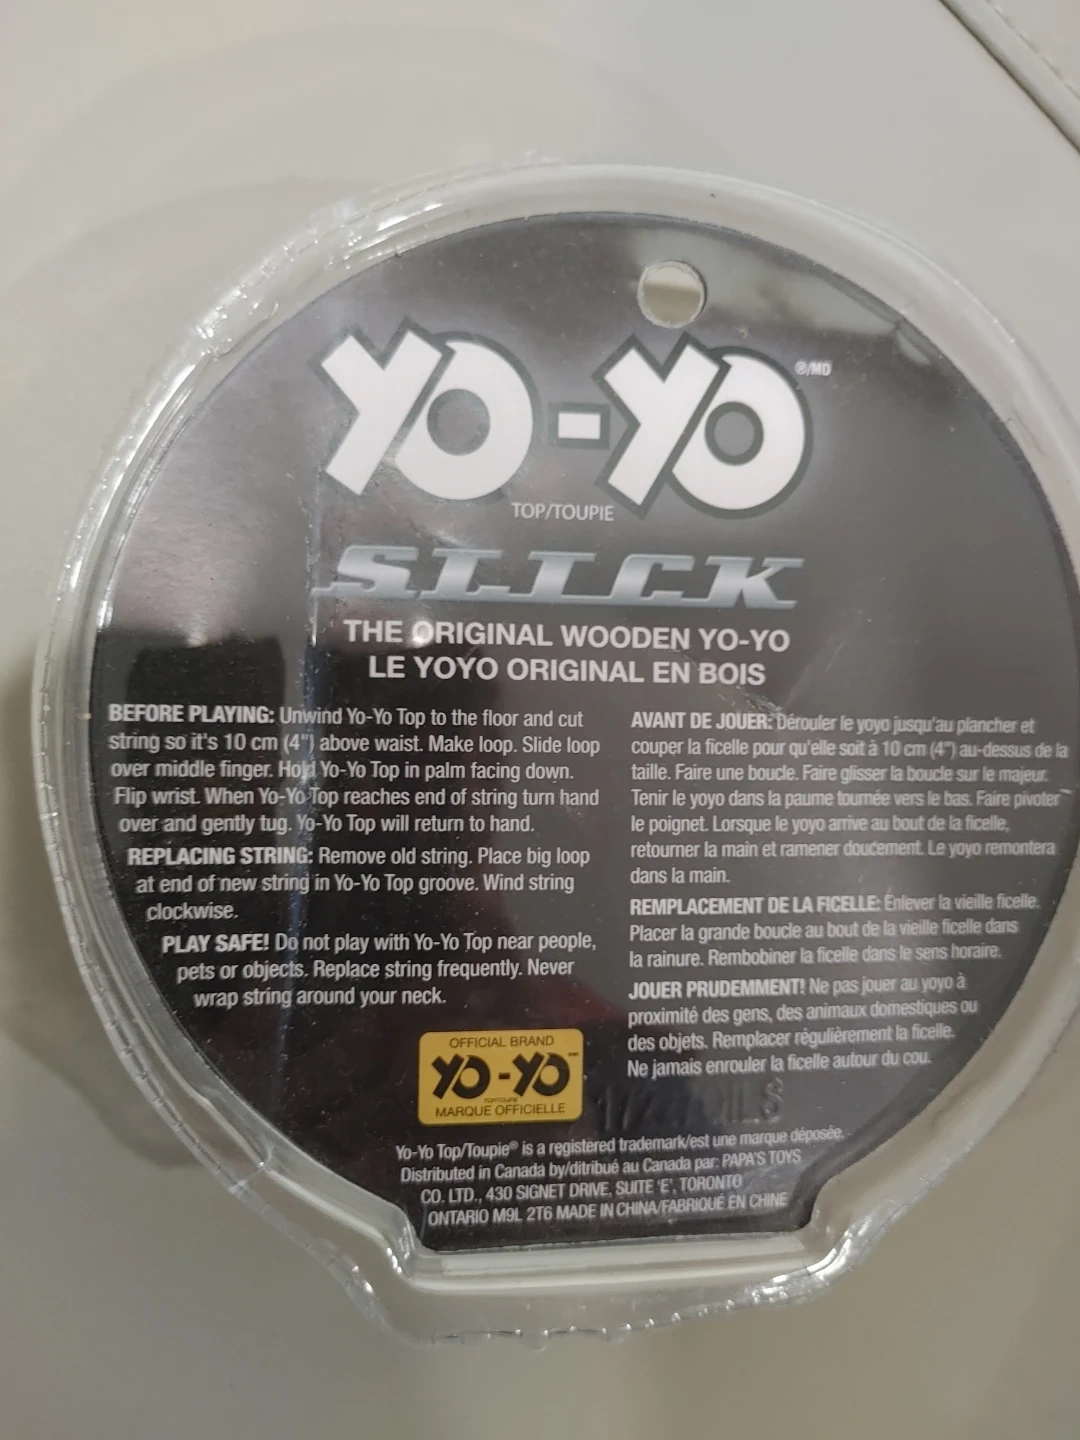 YO-YO ®/MD
TOP/TOUPIE
SLICK
THE ORIGINAL WOODEN YO-YO
LE YOYO ORIGINAL EN BOIS
BEFORE PLAYING: Unwind Yo-Yo Top to the floor and cut
string so it's 10 cm (4") above waist. Make loop. Slide loop
over middle finger. Hold Yo-Yo Top in palm facing down.
Flip wrist. When Yo-Yo Top reaches end of string turn hand
over and gently tug. Yo-Yo Top will return to hand.
REPLACING STRING: Remove old string. Place big loop
at end of new string in Yo-Yo Top groove. Wind string
clockwise.
PLAY SAFE! Do not play with Yo-Yo Top near people,
pets or objects. Replace string frequently. Never
wrap string around your neck.
AVANT DE JOUER: Dérouler le yoyo jusqu'au plancher et
couper la ficelle pour qu'elle soit à 10 cm (4") au-dessus de la
taille. Faire une boucle. Faire glisser la boucle sur le majeur.
Tenir le yoyo dans la paume tournée vers le bas. Faire pivoter
le poignet. Lorsque le yoyo arrive au bout de la ficelle,
retourner la main et ramener doucement. Le yoyo remontera
dans la main.
REMPLACEMENT DE LA FICELLE: Enlever la vieille ficelle.
Placer la grande boucle au bout de la vieille ficelle dans
la rainure. Rembobiner la ficelle dans le sens horaire.
JOUER PRUDEMMENT! Ne pas jouer au yoyo à
proximité des gens, des animaux domestiques ou
des objets. Remplacer régulièrement la ficelle.
Ne jamais enrouler la ficelle autour du cou.
OFFICIAL BRAND
YO-YO
TOP/TOUPIE
MARQUE OFFICIELLE
Yo-Yo Top/Toupie® is a registered trademark/est une marque déposée.
Distributed in Canada by/ditribué au Canada par: PAPA'S TOYS
CO. LTD., 430 SIGNET DRIVE, SUITE 'E', TORONTO
ONTARIO M9L 2T6 MADE IN CHINA/FABRIQUÉ EN CHINE